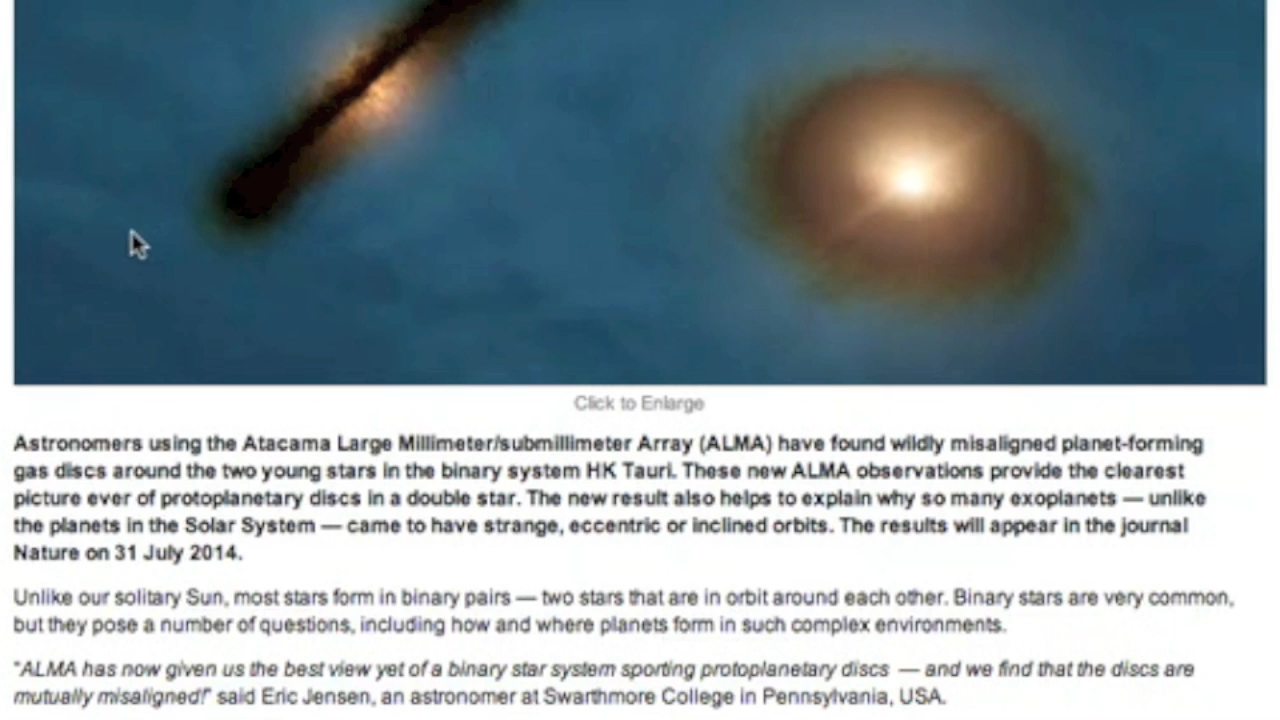 Click to Enlarge
Astronomers using the Atacama Large Millimeter/submillimeter Array (ALMA) have found wildly misaligned planet-forming
gas discs around the two young stars in the binary system HK Tauri. These new ALMA observations provide the clearest
picture ever of protoplanetary discs in a double star. The new result also helps to explain why so many exoplanets — unlike
the planets in the Solar System — came to have strange, eccentric or inclined orbits. The results will appear in the journal
Nature on 31 July 2014.
Unlike our solitary Sun, most stars form in binary pairs — two stars that are in orbit around each other. Binary stars are very common,
but they pose a number of questions, including how and where planets form in such complex environments.
"ALMA has now given us the best view yet of a binary star system sporting protoplanetary discs — and we find that the discs are
mutually misaligned!" said Eric Jensen, an astronomer at Swarthmore College in Pennsylvania, USA.